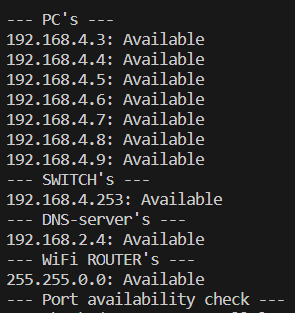 --- PC's ---
192.168.4.3: Available
192.168.4.4: Available
192.168.4.5: Available
192.168.4.6: Available
192.168.4.7: Available
192.168.4.8: Available
192.168.4.9: Available
--- SWITCH's ---
192.168.4.253: Available
--- DNS-server's ---
192.168.2.4: Available
--- WiFi ROUTER's ---
255.255.0.0: Available
--- Port availability check ---